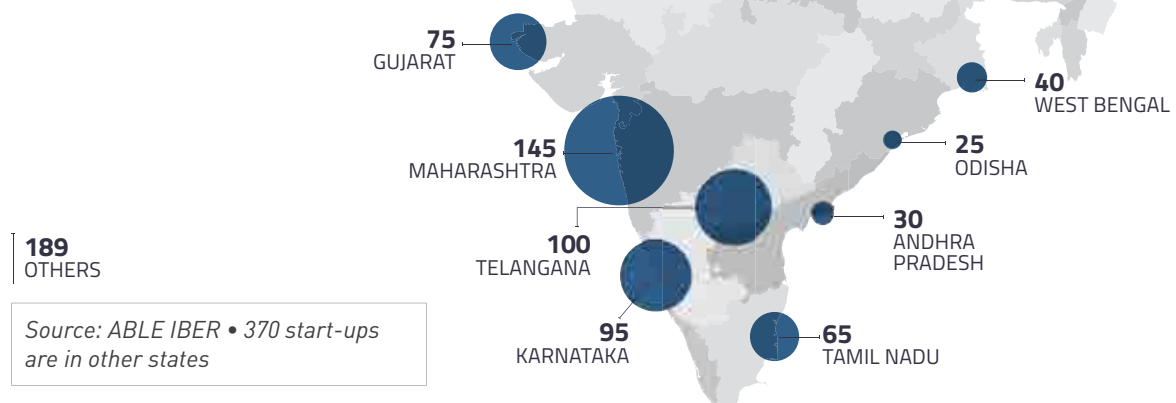 75
GUJARAT
40
WEST BENGAL
145
MAHARASHTRA
25
ODISHA
100
TELANGANA
30
ANDHRA
PRADESH
189
OTHERS
95
KARNATAKA
65
TAMIL NADU
Source: ABLE IBER • 370 start-ups
are in other states